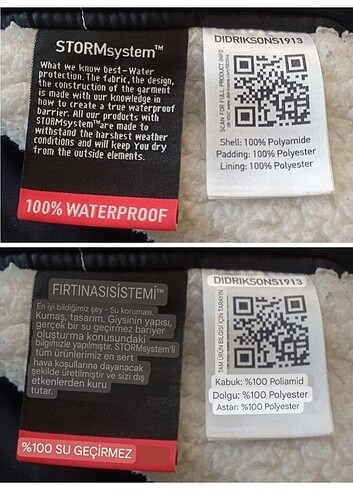 STORMsystem™
What we know best-Water
protection. The fabric, the design,
the construction of the garment
is made with our knowledge in
how to create a true waterproof
barrier. All our products with
STORMsystem™are made to
withstand the harshest weather
conditions and will keep You dry
from the outside elements.
100% WATERPROOF
DIDRIKSONS1913
SCAN FOR FULL PRODUCT INFO
Shell: 100% Polyamide
Padding: 100% Polyester
Lining: 100% Polyester
FIRTINASISISTEMİ™
En iyi bildiğimiz şey - Su koruması.
Kumaş, tasarım. Giysinin yapısı,
gerçek bir su geçirmez bariyer
oluşturma konusundaki
bilgimizle yapılmıştır. STORMsystem'li
tüm ürünlerimiz en sert
hava koşullarına dayanacak
şekilde üretilmiştir ve sizi dış
etkenlerden kuru
tutar.
%100 SU GEÇİRMEZ
DIDRIKSONS1913
TAM ÜRÜN BİLGİSİ İÇİN TARAYIN
Kabuk: %100 Poliamid
Dolgu: %100 Polyester
Astar: %100 Polyester